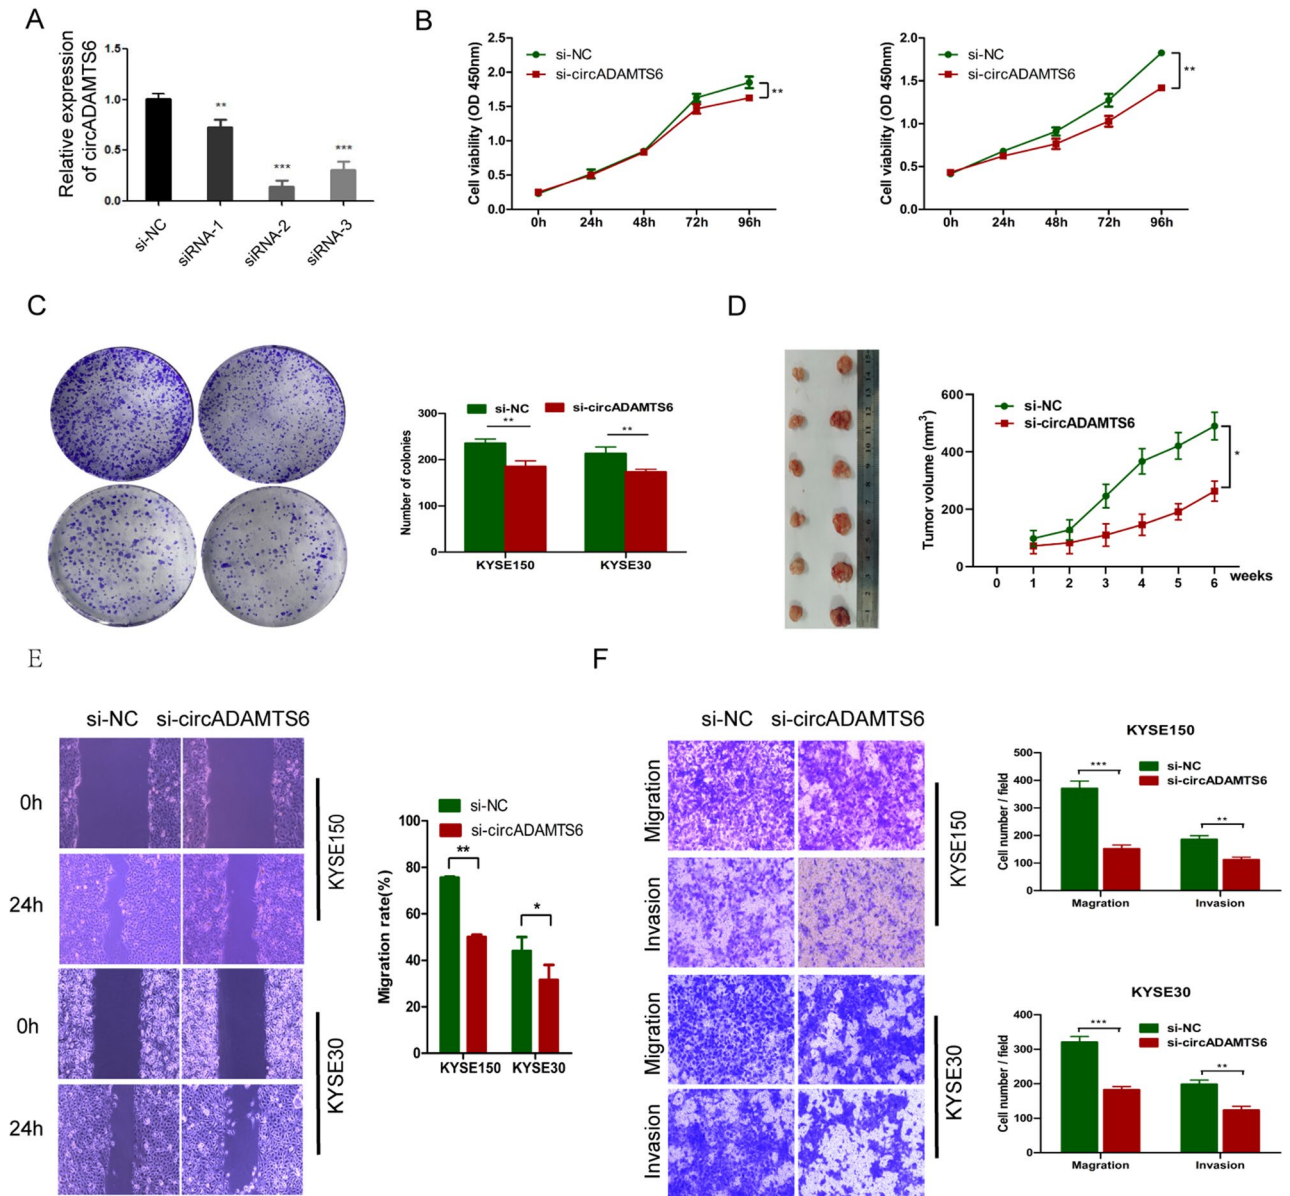 A
Relative expression
of circADAMTS6
1.5
1.0
0.5
0.0
**
***
***
si-NC
siRNA-1
siRNA-2
siRNA-3
B
Cell viability (OD 450nm)
2.5
2.0
1.5
1.0
0.5
0.0
si-NC
si-circADAMTS6
**
0h 24h 48h 72h 96h
Cell viability (OD 450nm)
2.0
1.5
1.0
0.5
0.0
si-NC
si-circADAMTS6
**
0h 24h 48h 72h 96h
C
Number of colonies
300
200
100
0
si-NC si-circADAMTS6
** **
KYSE150 KYSE30
D
Tumor volume (mm³)
600
400
200
0
si-NC
si-circADAMTS6
*
0 1 2 3 4 5 6 weeks
E
si-NC si-circADAMTS6
0h
24h
KYSE150
0h
24h
KYSE30
si-NC
si-circADAMTS6
Migration rate(%)
100
80
60
40
20
0
**
*
KYSE150 KYSE30
F
si-NC si-circADAMTS6
Migration
Invasion
KYSE150
Migration
Invasion
KYSE30
KYSE150
Cell number / field
500
400
300
200
100
0
si-NC
si-circADAMTS6
***
**
Magration Invasion
KYSE30
Cell number / field
400
300
200
100
0
si-NC
si-circADAMTS6
***
**
Magration Invasion